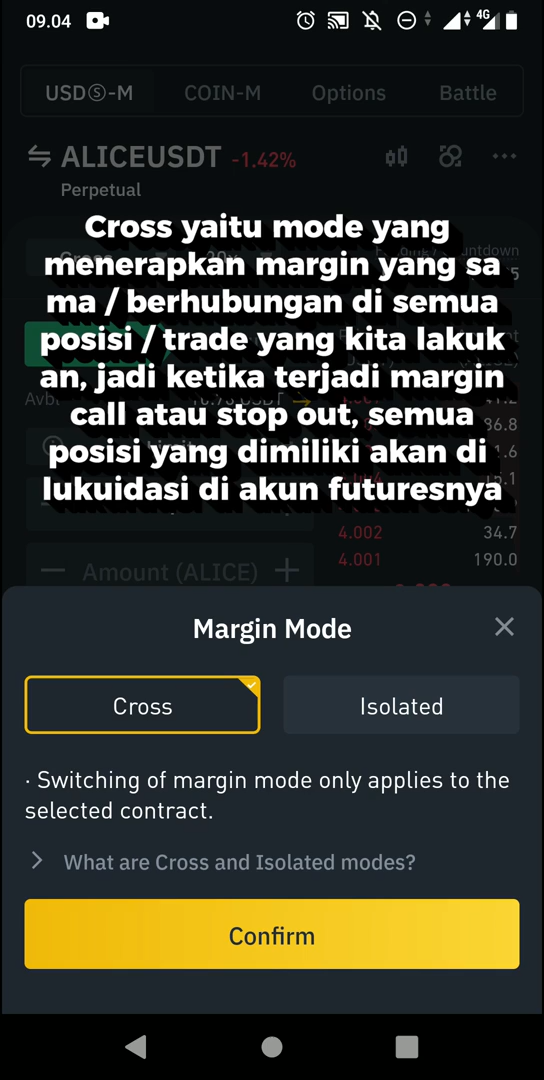 09.04
4G
USDⓈ-M COIN-M Options Battle
ALICEUSDT -1.42%
Perpetual
Cross yaitu mode yang
menerapkan margin yang sa
ma / berhubungan di semua
posisi / trade yang kita lakuk
an, jadi ketika terjadi margin
call atau stop out, semua
posisi yang dimiliki akan di
lukuidasi di akun futuresnya
4.002 34.7
4.001 190.0
Amount (ALICE)
Margin Mode
Cross Isolated
· Switching of margin mode only applies to the
selected contract.
What are Cross and Isolated modes?
Confirm